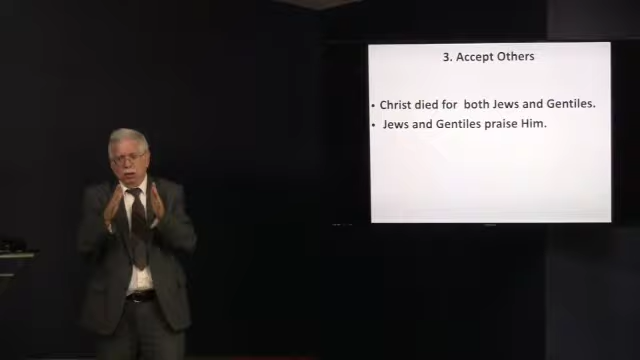 3. Accept Others
• Christ died for both Jews and Gentiles.
• Jews and Gentiles praise Him.